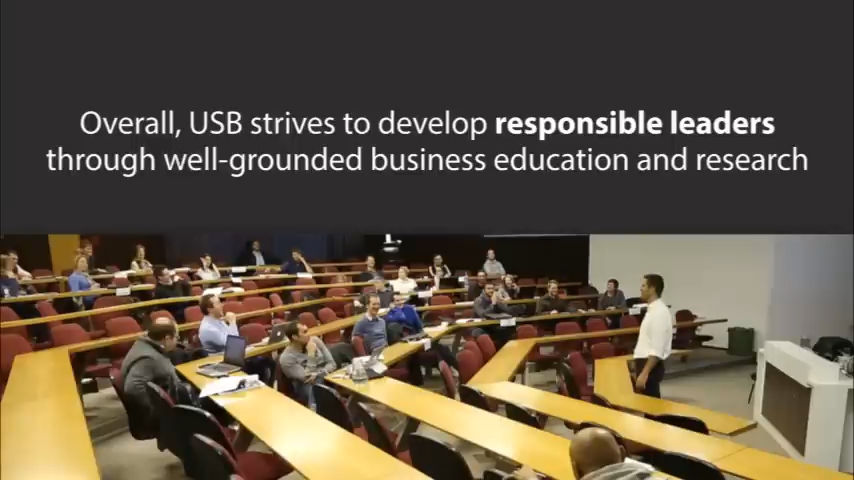 Overall, USB strives to develop responsible leaders
through well-grounded business education and research